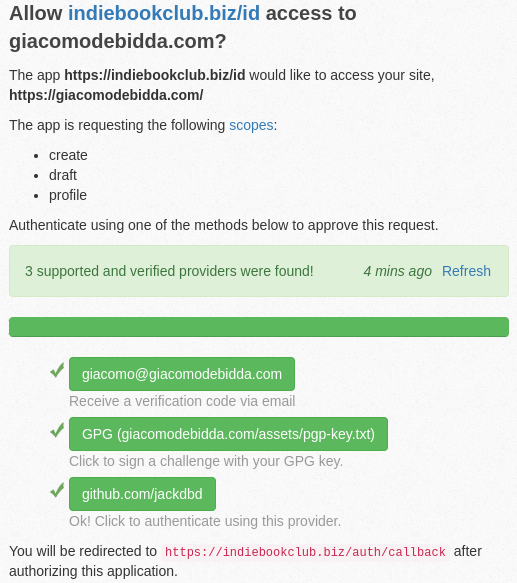 Allow indiebookclub.biz/id access to
giacomodebidda.com?
The app https://indiebookclub.biz/id would like to access your site,
https://giacomodebidda.com/
The app is requesting the following scopes:
• create
• draft
• profile
Authenticate using one of the methods below to approve this request.
3 supported and verified providers were found! 4 mins ago Refresh
giacomo@giacomodebidda.com
Receive a verification code via email
GPG (giacomodebidda.com/assets/pgp-key.txt)
Click to sign a challenge with your GPG key.
github.com/jackdbd
Ok! Click to authenticate using this provider.
You will be redirected to https://indiebookclub.biz/auth/callback after
authorizing this application.